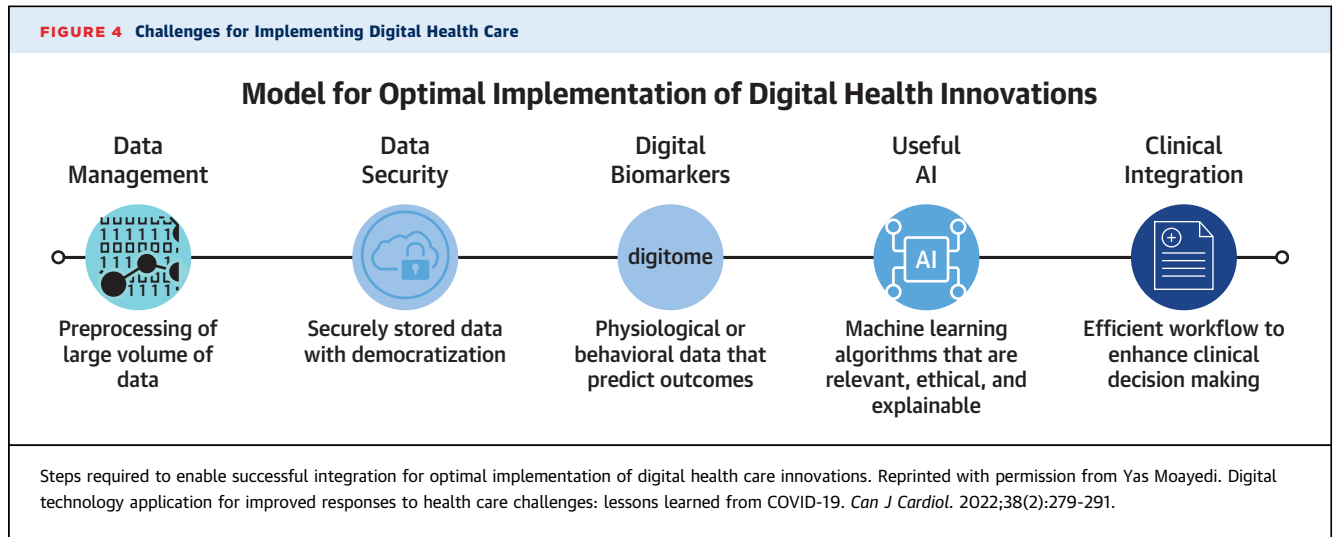 FIGURE 4 Challenges for Implementing Digital Health Care
Model for Optimal Implementation of Digital Health Innovations
Data
Management
Data
Security
Digital
Biomarkers
Useful
AI
Clinical
Integration
digitome
AI
Preprocessing of
large volume of
data
Securely stored data
with democratization
Physiological or
behavioral data that
predict outcomes
Machine learning
algorithms that are
relevant, ethical, and
explainable
Efficient workflow to
enhance clinical
decision making
Steps required to enable successful integration for optimal implementation of digital health care innovations. Reprinted with permission from Yas Moayedi. Digital
technology application for improved responses to health care challenges: lessons learned from COVID-19. Can J Cardiol. 2022;38(2):279-291.